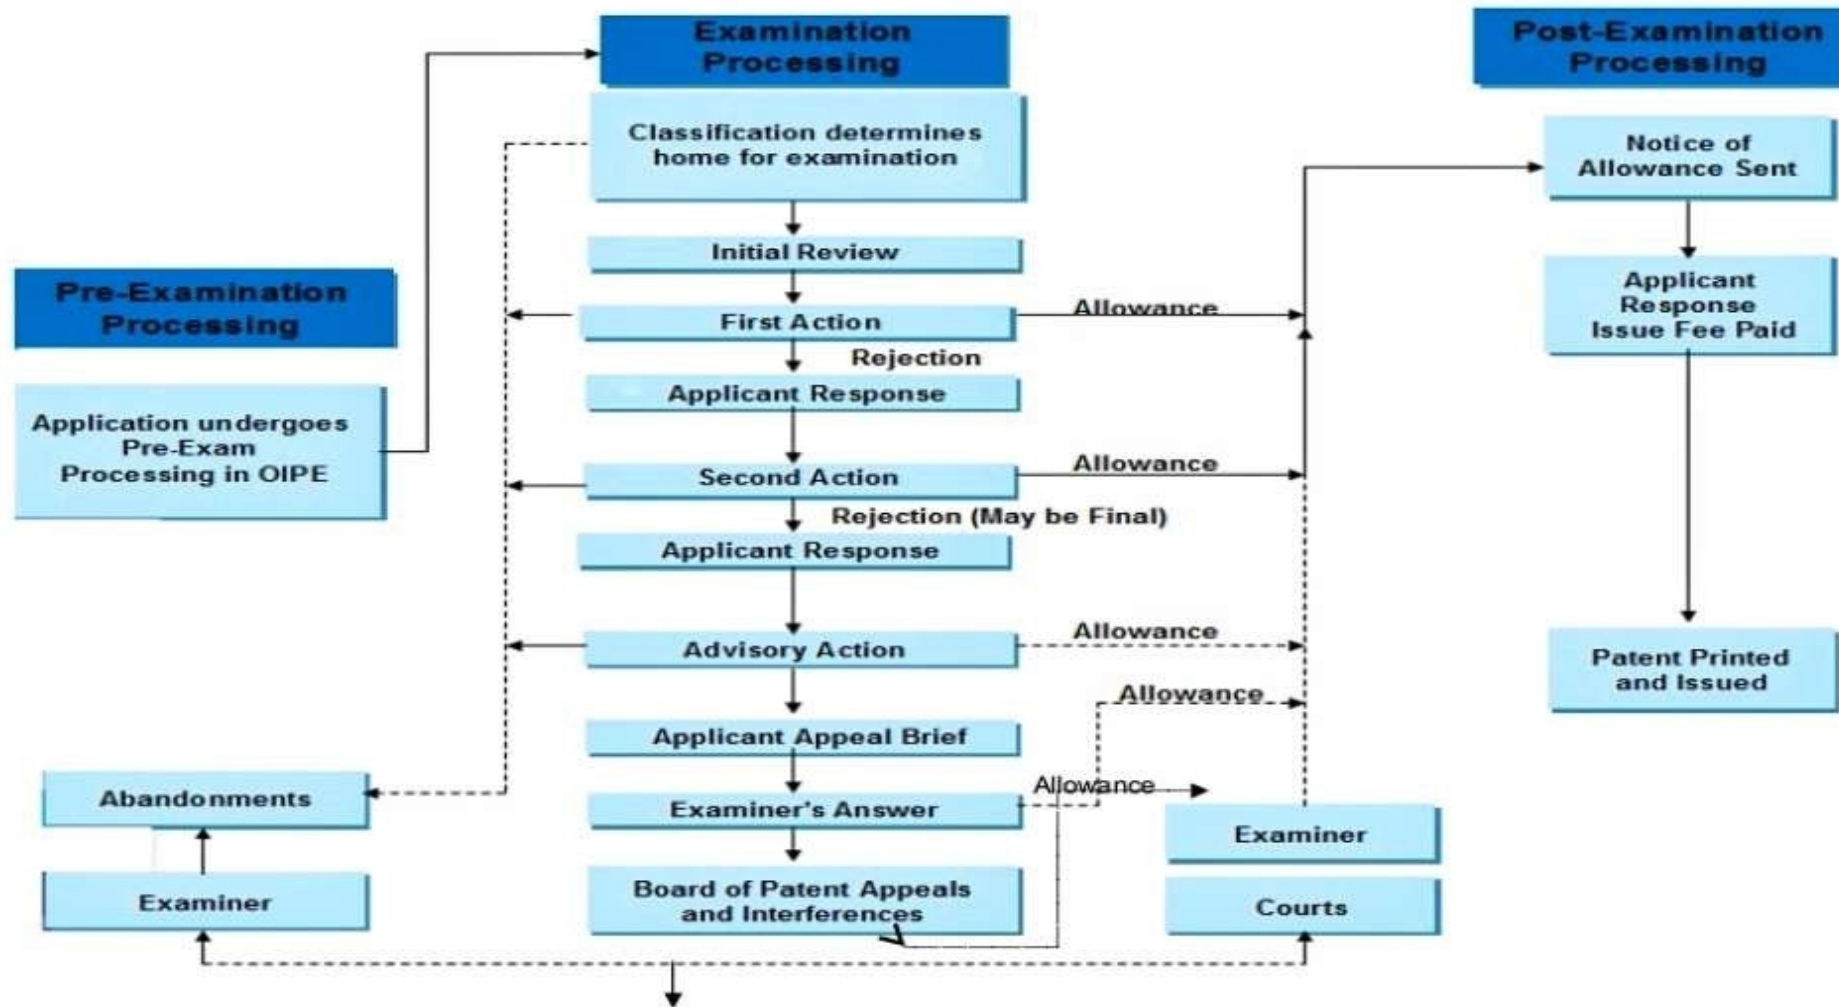 Pre-Examination
Processing
Application undergoes
Pre-Exam
Processing in OIPE
Examination
Processing
Classification determines
home for examination
Initial Review
First Action
Allowance
Rejection
Applicant Response
Second Action
Allowance
Rejection (May be Final)
Applicant Response
Advisory Action
Allowance
Applicant Appeal Brief
Allowance
Examiner's Answer
Allowance
Board of Patent Appeals
and Interferences
Abandonments
Examiner
Examiner
Courts
Post-Examination
Processing
Notice of
Allowance Sent
Applicant
Response
Issue Fee Paid
Patent Printed
and Issued